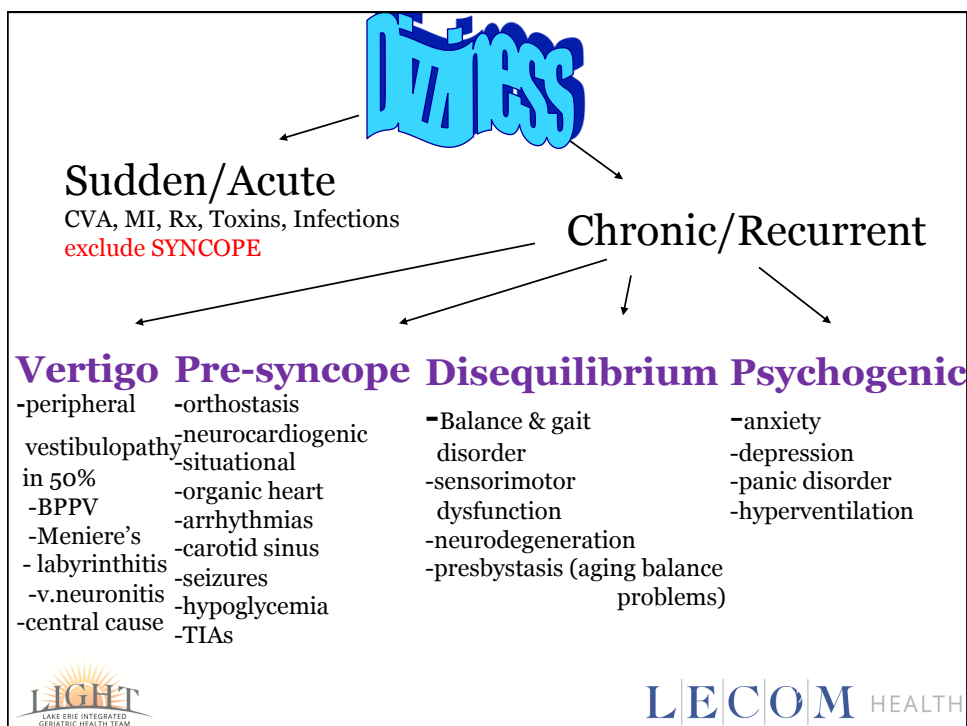 Dizziness
Sudden/Acute
CVA, MI, Rx, Toxins, Infections
exclude SYNCOPE
Chronic/Recurrent
Vertigo
-peripheral
vestibulopathy
in 50%
-BPPV
-Meniere's
- labyrinthitis
-v.neuronitis
-central cause
Pre-syncope
-orthostasis
-neurocardiogenic
-situational
-organic heart
-arrhythmias
-carotid sinus
-seizures
-hypoglycemia
-TIAs
Disequilibrium
-Balance & gait
disorder
-sensorimotor
dysfunction
-neurodegeneration
-presbystasis (aging balance
problems)
Psychogenic
-anxiety
-depression
-panic disorder
-hyperventilation
LIGHT
LAKE ERIE INTEGRATED
GERIATRIC HEALTH TEAM
LECOM HEALTH